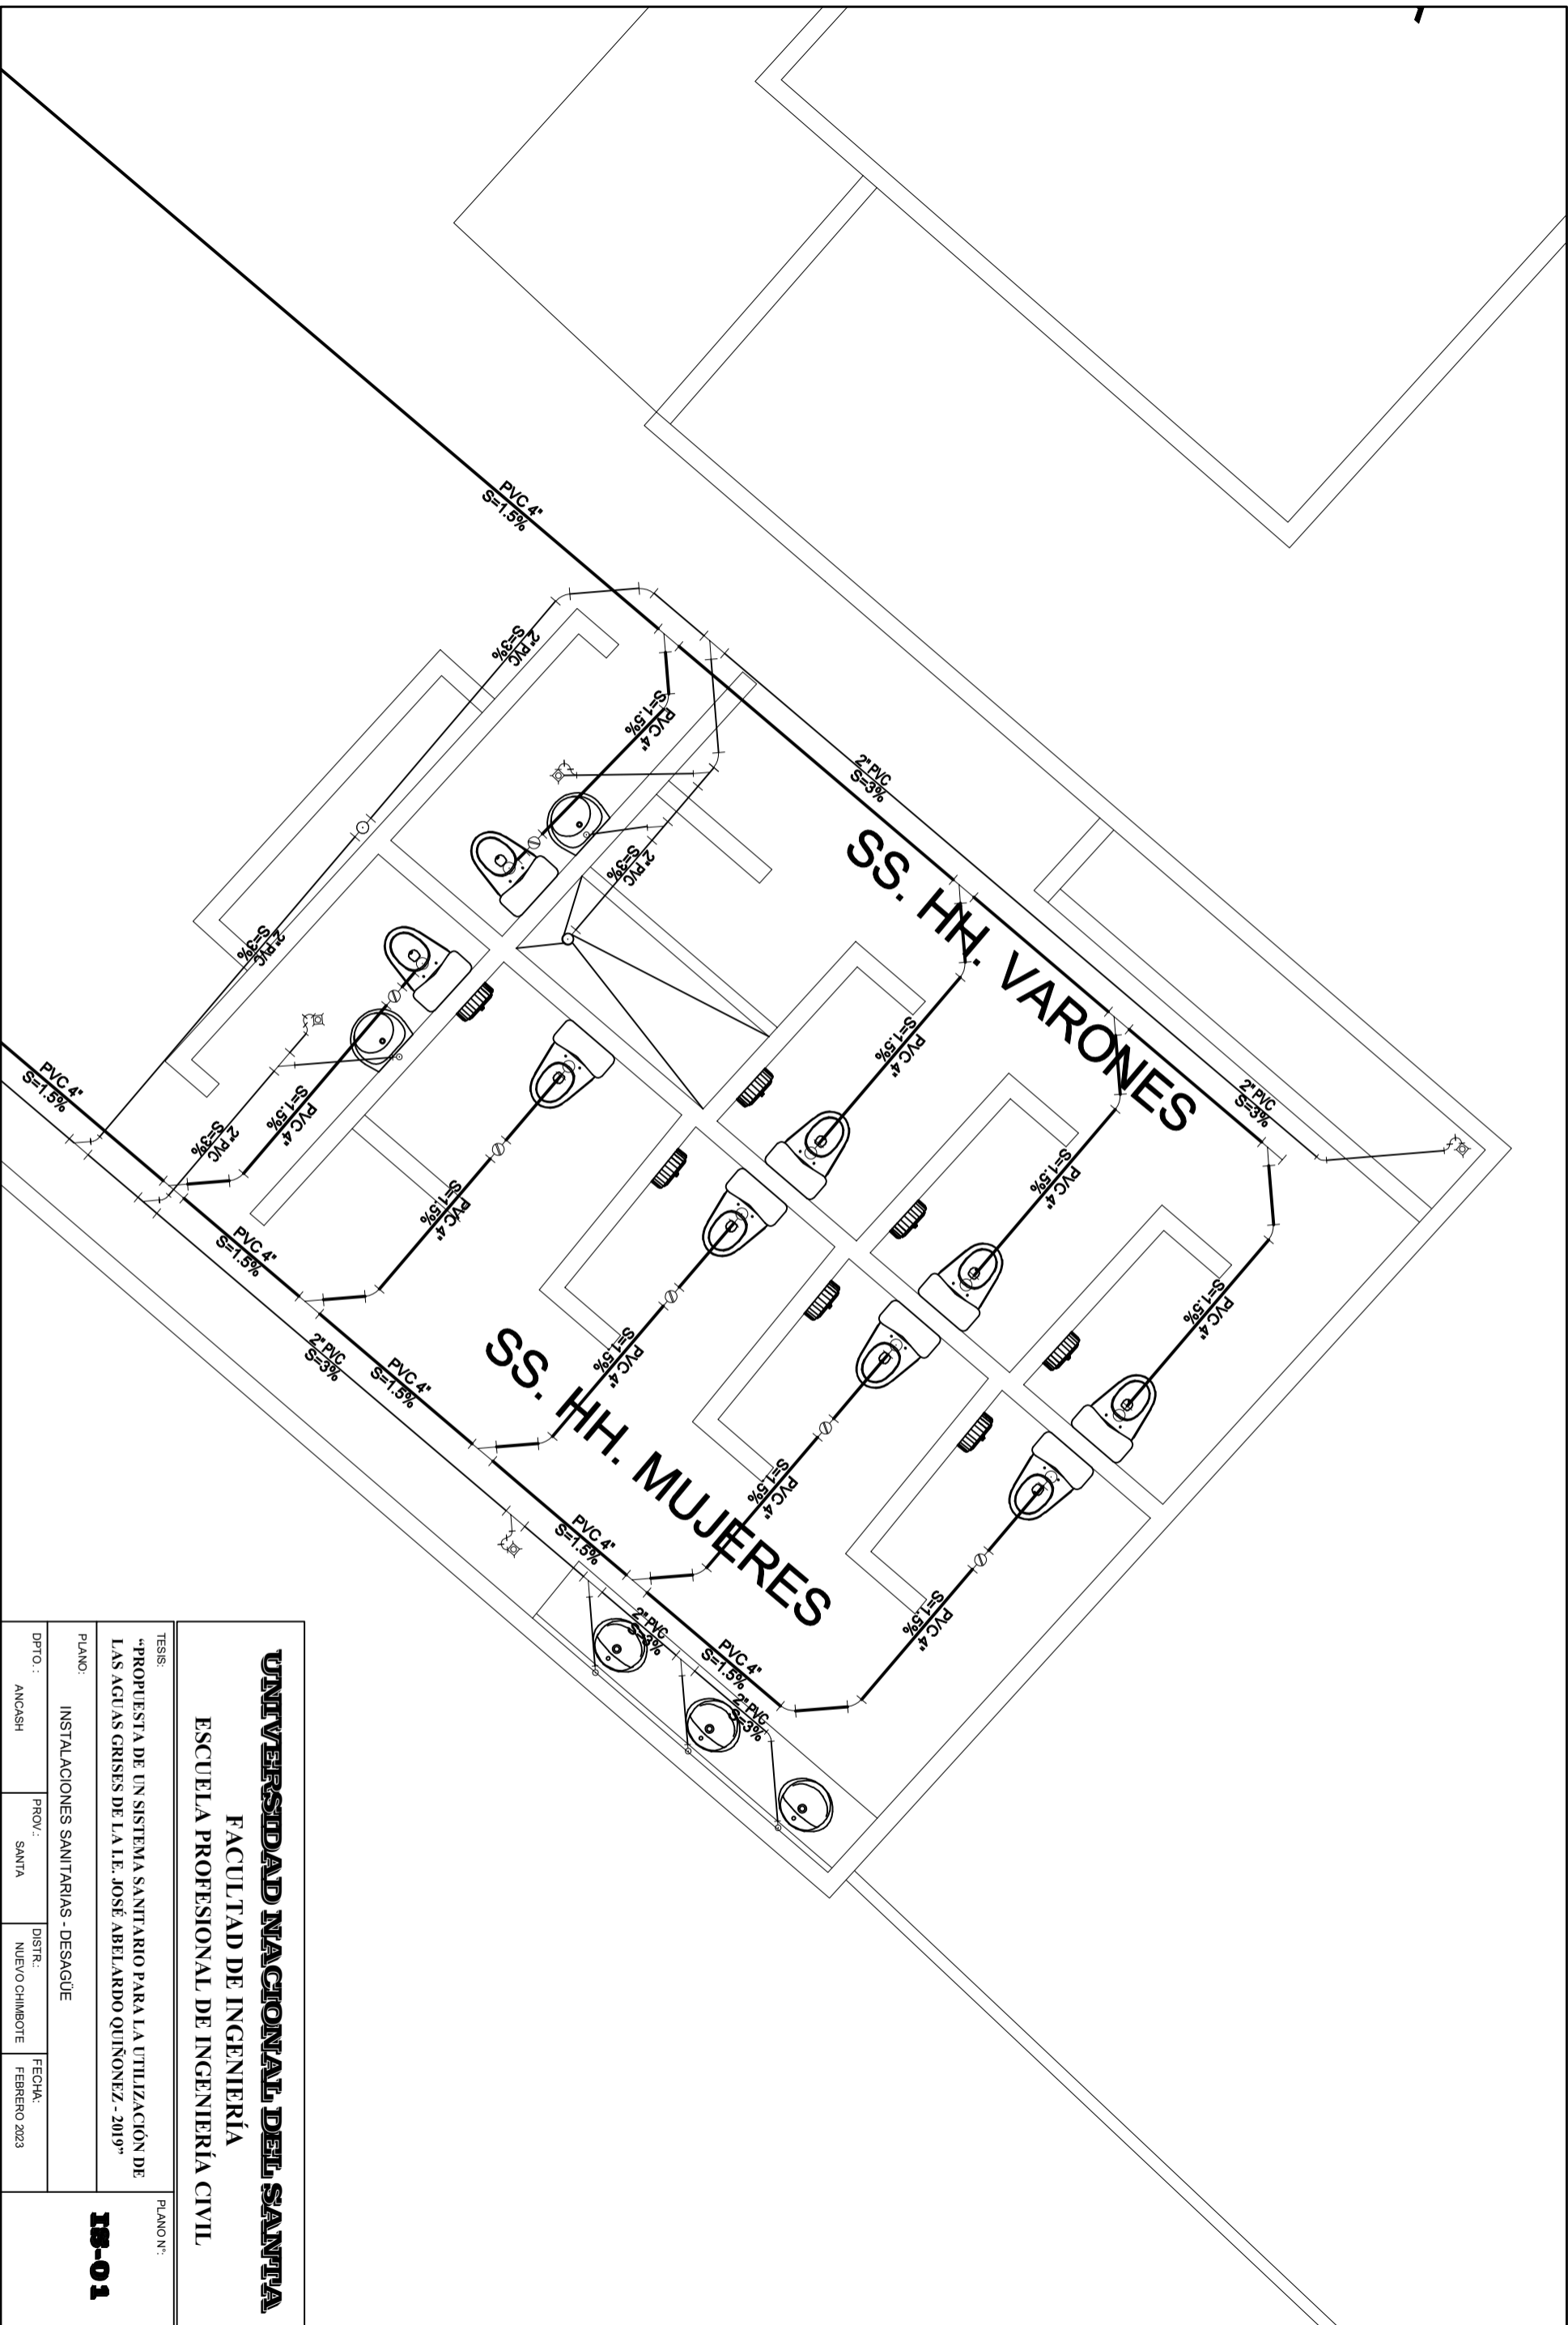 PVC 4"
S=1.5%
2" PVC
S=3%
PVC 4"
S=1.5%
2" PVC
S=3%
2" PVC
S=3%
SS. HH. VARONES
PVC 4"
S=1.5%
PVC 4"
S=1.5%
2" PVC
S=3%
PVC 4"
S=1.5%
2" PVC
S=3%
PVC 4"
S=1.5%
PVC 4"
S=1.5%
2" PVC
S=3%
PVC 4"
S=1.5%
PVC 4"
S=1.5%
2" PVC
S=3%
PVC 4"
S=1.5%
PVC 4"
S=1.5%
SS. HH. MUJERES
PVC 4"
S=1.5%
PVC 4"
S=1.5%
PVC 4"
S=1.5%
2" PVC
S=3%
PVC 4"
S=1.5%
2" PVC
S=3%
UNIVERSIDAD NACIONAL DEL SANTA
FACULTAD DE INGENIERÍA
ESCUELA PROFESIONAL DE INGENIERÍA CIVIL
TESIS:
“PROPUESTA DE UN SISTEMA SANITARIO PARA LA UTILIZACIÓN DE
LAS AGUAS GRISES DE LA I.E. JOSÉ ABELARDO QUIÑONEZ - 2019”
PLANO:
INSTALACIONES SANITARIAS - DESAGÜE
DPTO.:
ANCASH
PROV.:
SANTA
DISTR.:
NUEVO CHIMBOTE
FECHA:
FEBRERO 2023
PLANO N°:
IS-01